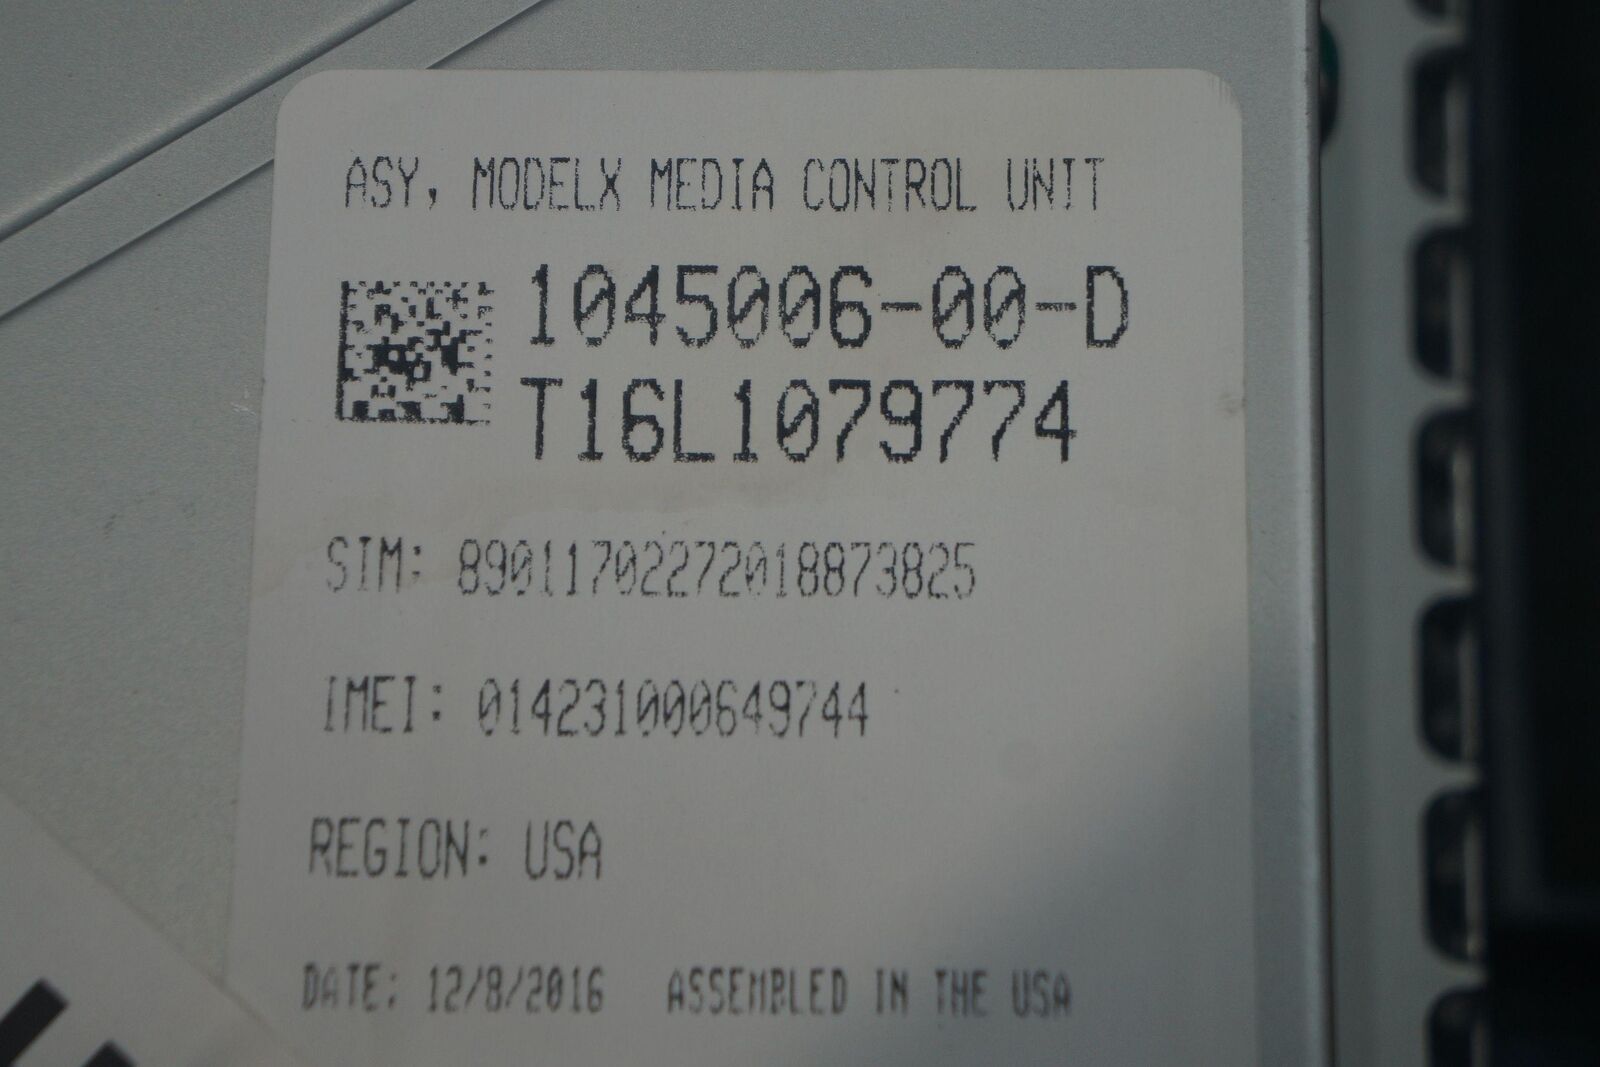 ASY, MODELX MEDIA CONTROL UNIT
1045006-00-D
T16L1079774
SIM: 89011702272018873825
IMEI: 014231000649744
REGION: USA
DATE: 12/8/2016 ASSEMBLED IN THE USA